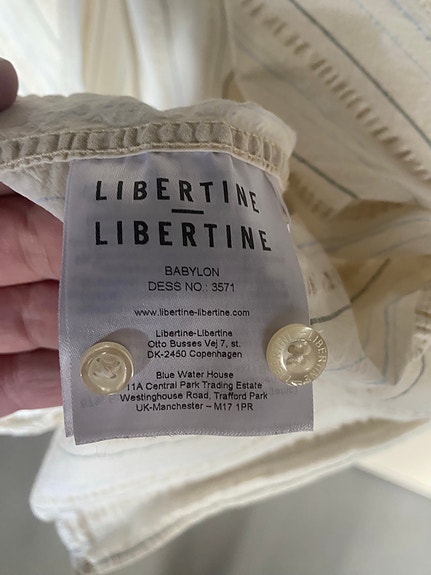 LIBERTINE
LIBERTINE
BABYLON
DESS NO.: 3571
www.libertine-libertine.com
Libertine-Libertine
Otto Busses Vej 7, st.
DK-2450 Copenhagen
LIBERTINE
Blue Water House
11A Central Park Trading Estate
Westinghouse Road, Trafford Park
UK-Manchester – M17 1PR